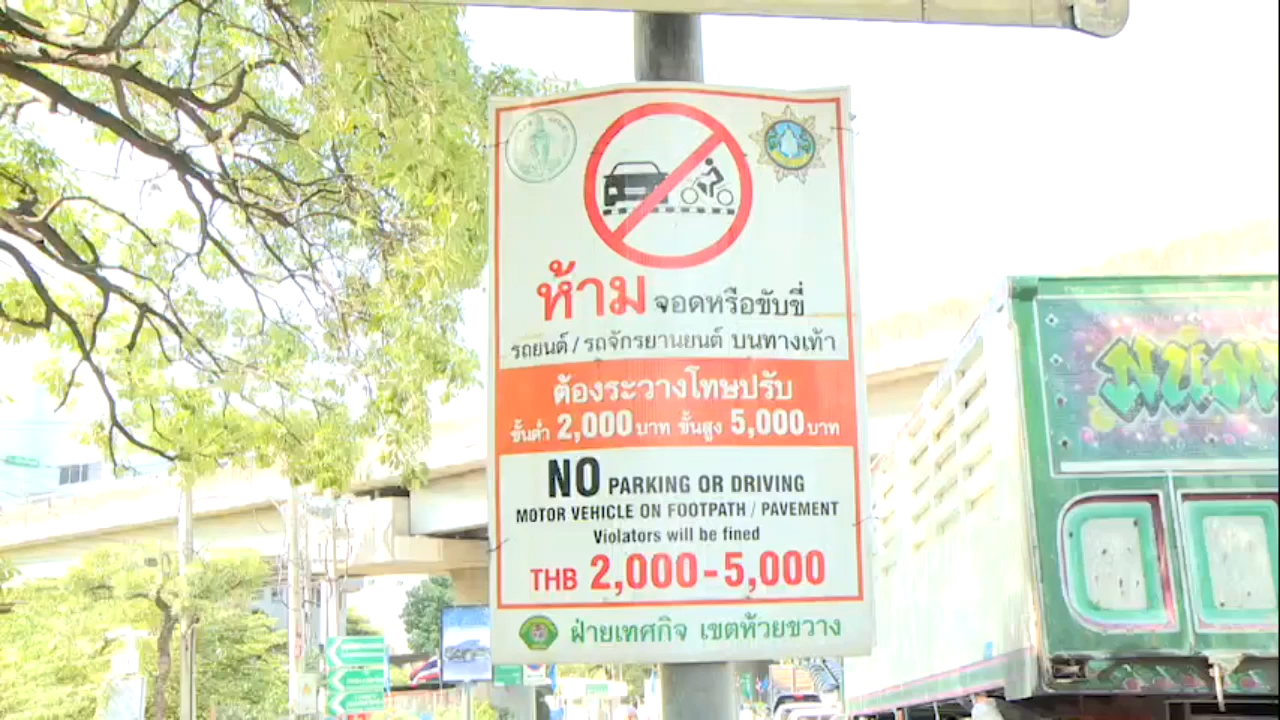 ห้าม จอดหรือขับขี่
รถยนต์ / รถจักรยานยนต์ บนทางเท้า
ต้องระวางโทษปรับ
ขั้นต่ำ 2,000 บาท ขั้นสูง 5,000 บาท
NO PARKING OR DRIVING
MOTOR VEHICLE ON FOOTPATH / PAVEMENT
Violators will be fined
THB 2,000-5,000
ฝ่ายเทศกิจ เขตห้วยขวาง